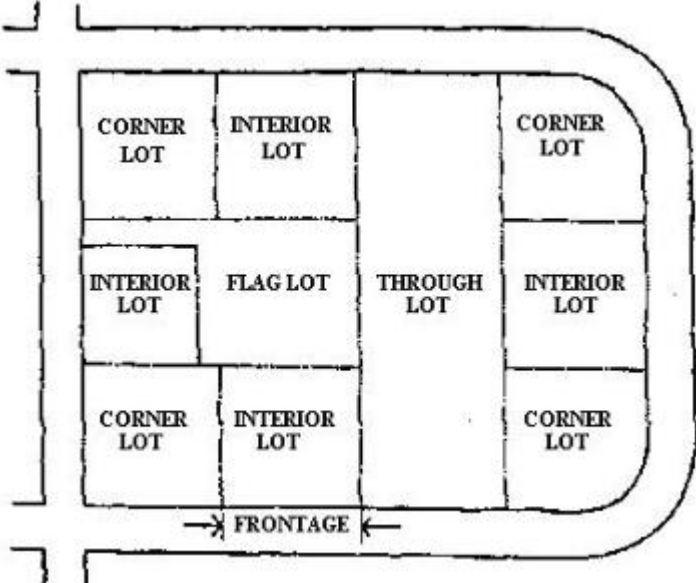 CORNER
LOT
INTERIOR
LOT
CORNER
LOT
INTERIOR
LOT
FLAG LOT
THROUGH
LOT
INTERIOR
LOT
CORNER
LOT
INTERIOR
LOT
CORNER
LOT
FRONTAGE